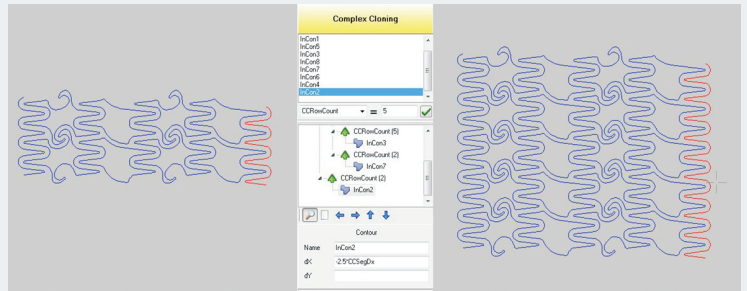 Complex Cloning
InCon1
InCon5
InCon3
InCon8
InCon7
InCon6
InCon4
InCon2
CCRowCount = 5
CCRowCount (5)
InCon3
CCRowCount (2)
InCon7
CCRowCount (2)
InCon2
Contour
Name InCon2
dX -2.5*CCSegDx
dY